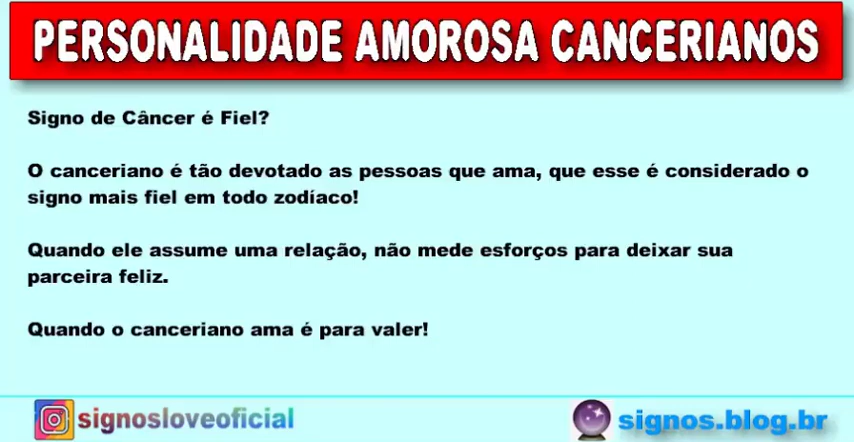 PERSONALIDADE AMOROSA CANCERIANOS
Signo de Câncer é Fiel?
O canceriano é tão devotado as pessoas que ama, que esse é considerado o
signo mais fiel em todo zodíaco!
Quando ele assume uma relação, não mede esforços para deixar sua
parceira feliz.
Quando o canceriano ama é para valer!
signosloveoficial
signos.blog.br